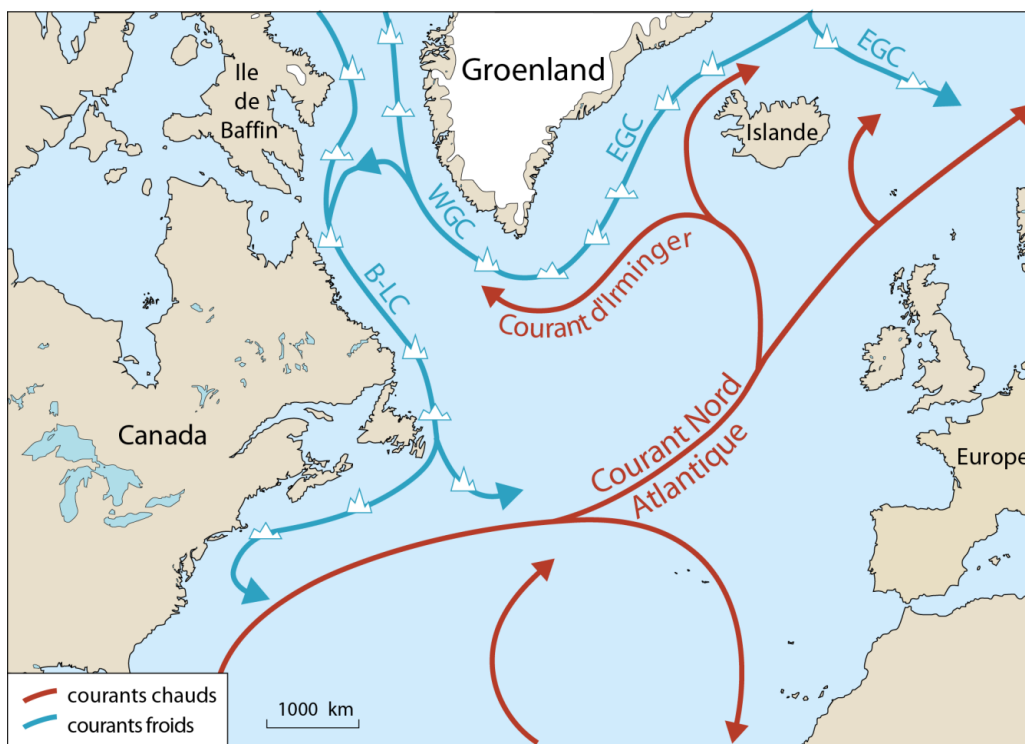 Ile
de
Baffin
Groenland
EGC
Islande
EGC
WGC
B-LC
Courant d'Irminger
Canada
Courant Nord
Atlantique
Europe
courants chauds
courants froids
1000 km